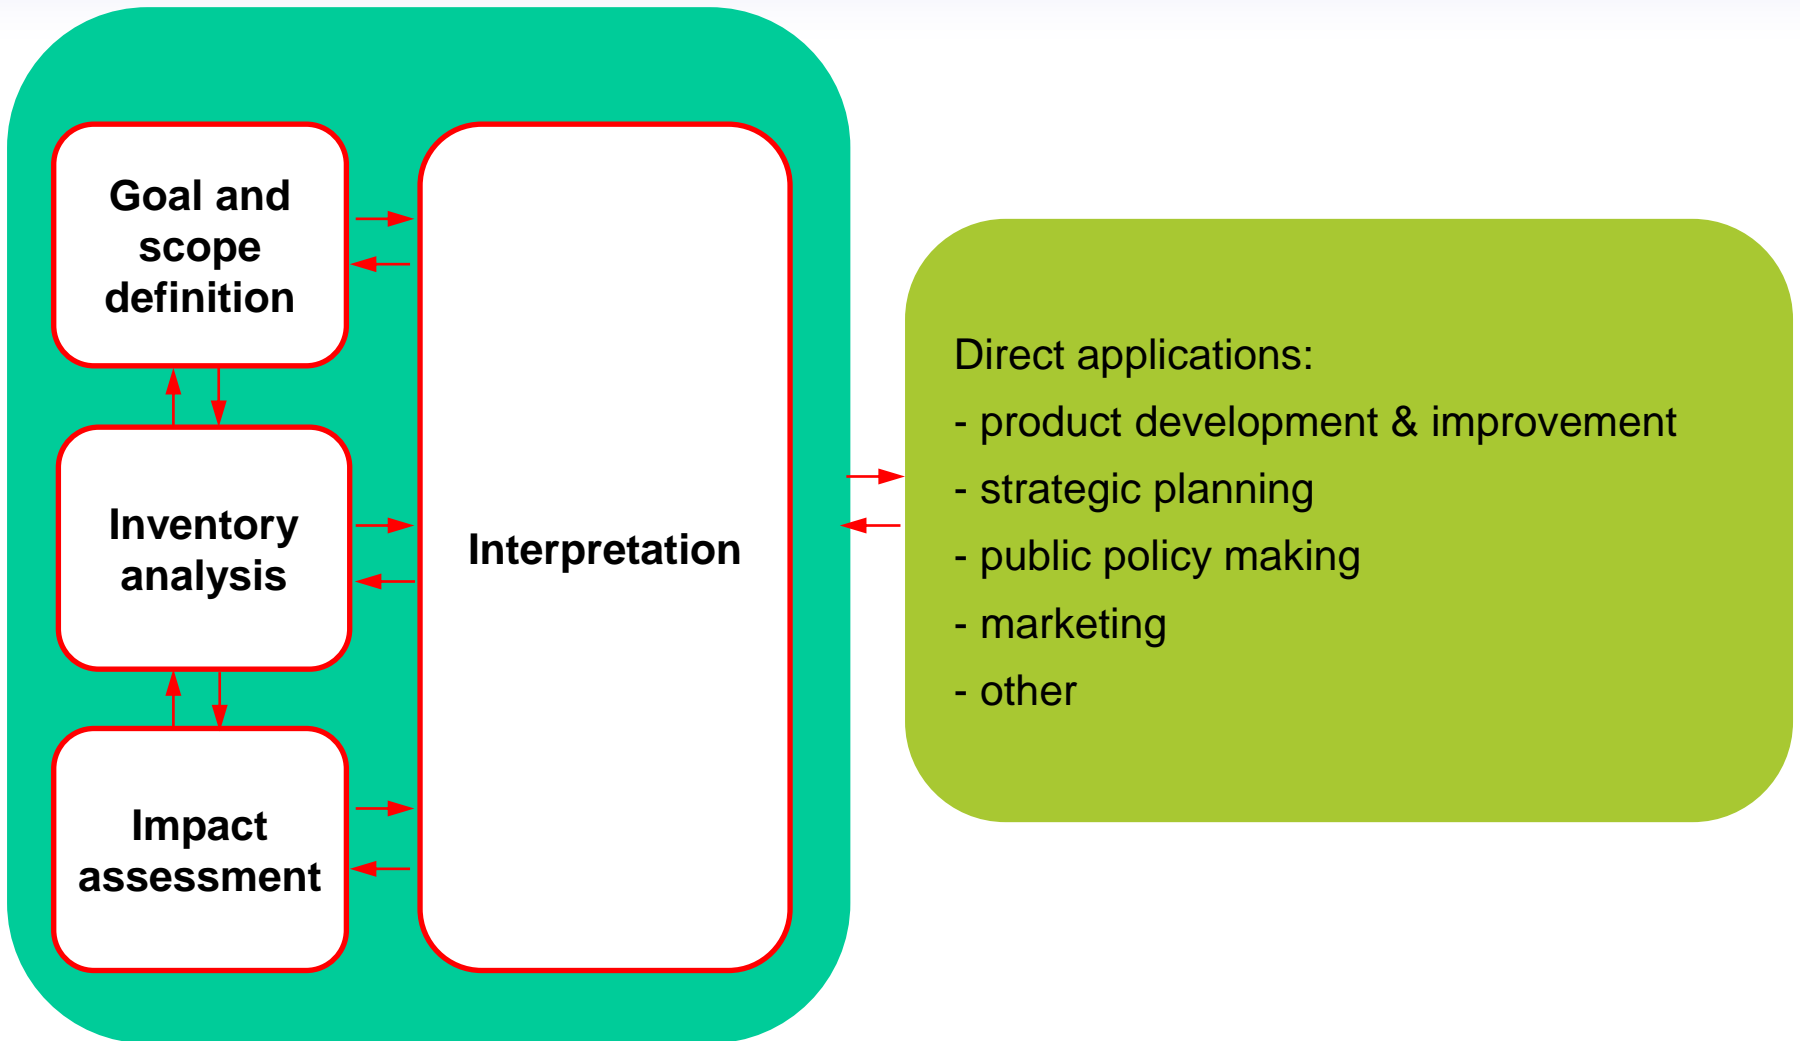 Goal and
scope
definition
Inventory
analysis
Impact
assessment
Interpretation
Direct applications:
- product development & improvement
- strategic planning
- public policy making
- marketing
- other